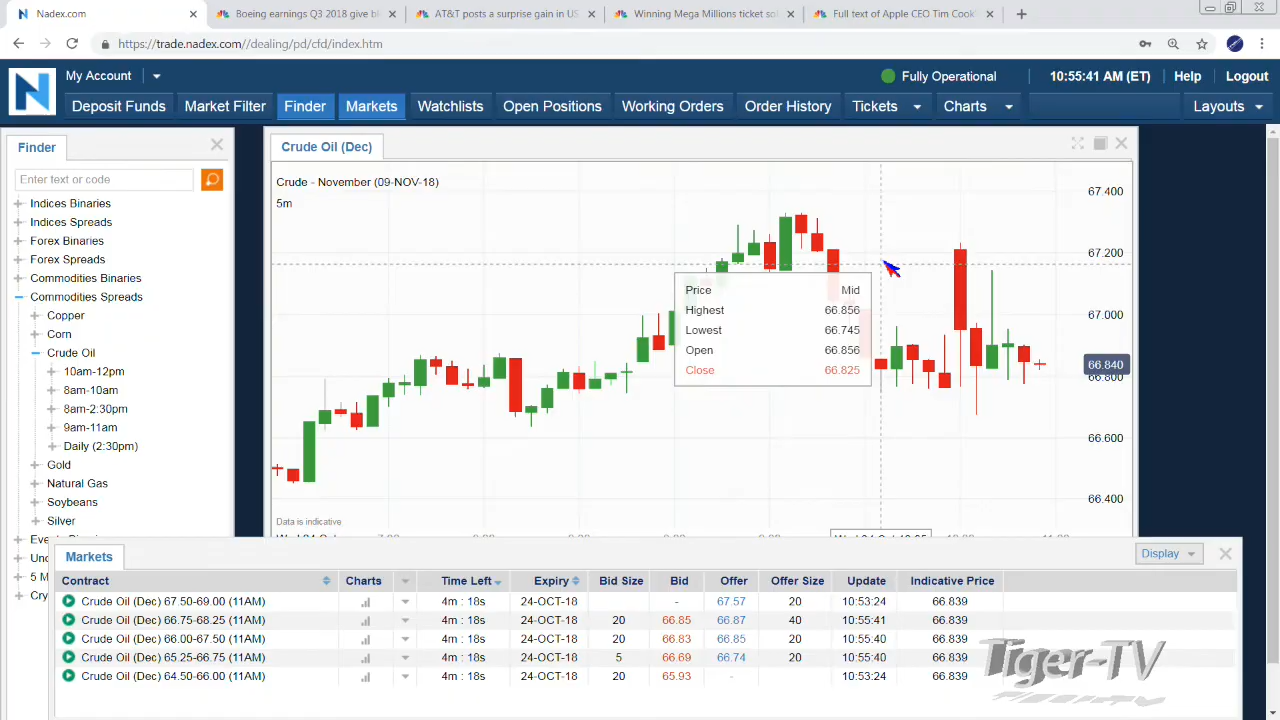 Nadex.com
Boeing earnings Q3 2018 give bl
AT&T posts a surprise gain in US
Winning Mega Millions ticket sol
Full text of Apple CEO Tim Cook'
https://trade.nadex.com//dealing/pd/cfd/index.htm
My Account
Fully Operational
10:55:41 AM (ET)
Help
Logout
Deposit Funds
Market Filter
Finder
Markets
Watchlists
Open Positions
Working Orders
Order History
Tickets
Charts
Layouts
Finder
Enter text or code
Indices Binaries
Indices Spreads
Forex Binaries
Forex Spreads
Commodities Binaries
Commodities Spreads
Copper
Corn
Crude Oil
10am-12pm
8am-10am
8am-2:30pm
9am-11am
Daily (2:30pm)
Gold
Natural Gas
Soybeans
Silver
Crude Oil (Dec)
Crude - November (09-NOV-18)
5m
67.400
67.200
67.000
66.840
66.800
66.600
66.400
Price Mid
Highest 66.856
Lowest 66.745
Open 66.856
Close 66.825
Data is indicative
Markets
Display
Contract Charts Time Left Expiry Bid Size Bid Offer Offer Size Update Indicative Price
Crude Oil (Dec) 67.50-69.00 (11AM) 4m : 18s 24-OCT-18 - 67.57 20 10:53:24 66.839
Crude Oil (Dec) 66.75-68.25 (11AM) 4m : 18s 24-OCT-18 20 66.85 66.87 40 10:55:41 66.839
Crude Oil (Dec) 66.00-67.50 (11AM) 4m : 18s 24-OCT-18 20 66.83 66.85 20 10:55:40 66.839
Crude Oil (Dec) 65.25-66.75 (11AM) 4m : 18s 24-OCT-18 5 66.69 66.74 20 10:55:40 66.839
Crude Oil (Dec) 64.50-66.00 (11AM) 4m : 18s 24-OCT-18 20 65.93 - 10:53:24 66.839
Tiger-TV